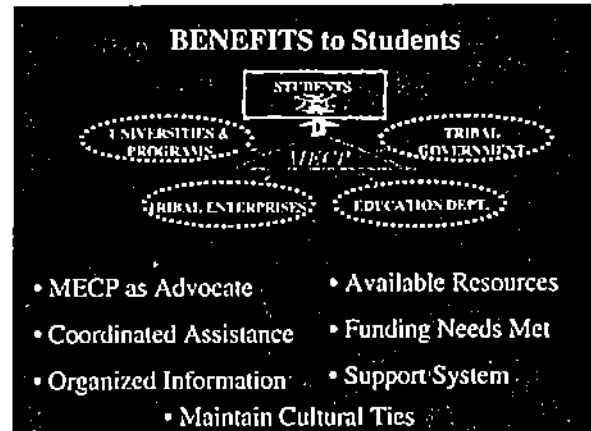 BENEFITS to Students
STUDENTS
UNIVERSITIES &
PROGRAMS
TRIBAL
GOVERNMENT
MECP
TRIBAL ENTERPRISES
EDUCATION DEPT.
• MECP as Advocate
• Available Resources
• Coordinated Assistance
• Funding Needs Met
• Organized Information
• Support System
• Maintain Cultural Ties